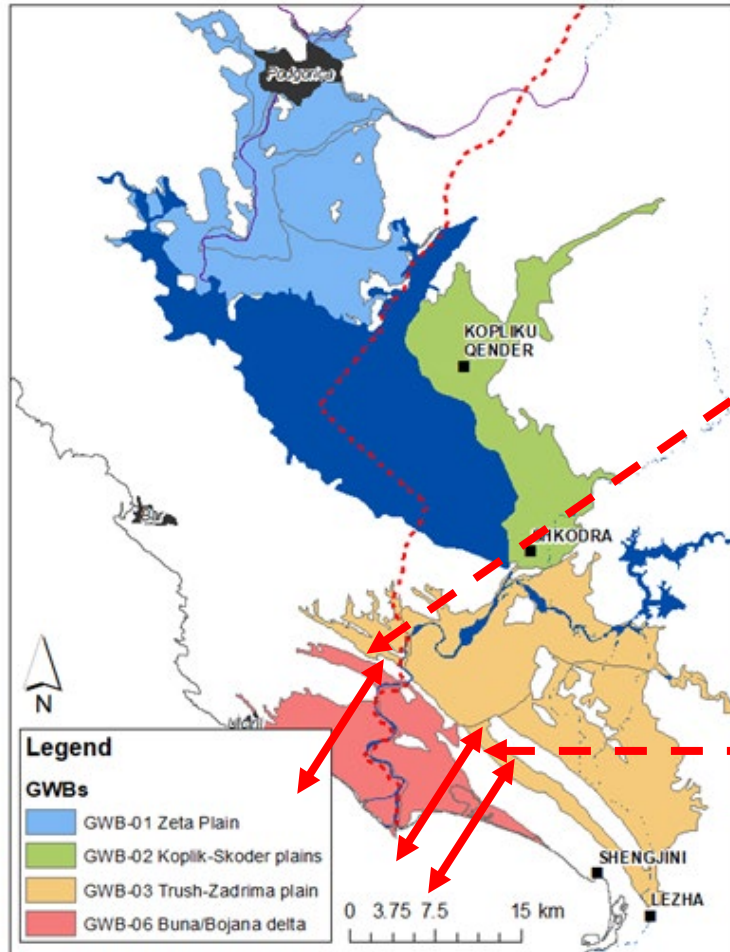 Podgorica
KOPLIKU
QENDER
SHKODRA
N
Legend
GWBs
GWB-01 Zeta Plain
GWB-02 Koplik-Skoder plains
GWB-03 Trush-Zadrima plain
GWB-06 Buna/Bojana delta
SHENGJINI
LEZHA
0 3.75 7.5 15 km